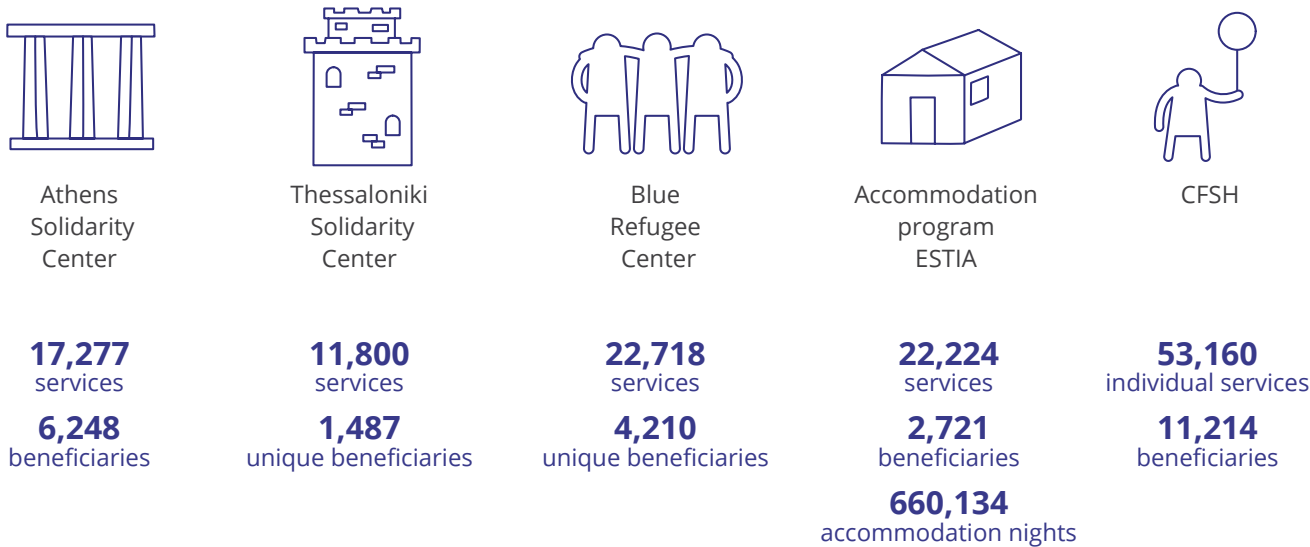 Athens
Solidarity
Center
17,277
services
6,248
beneficiaries
Thessaloniki
Solidarity
Center
11,800
services
1,487
unique beneficiaries
Blue
Refugee
Center
22,718
services
4,210
unique beneficiaries
Accommodation
program
ESTIA
22,224
services
2,721
beneficiaries
660,134
accommodation nights
CFSH
53,160
individual services
11,214
beneficiaries